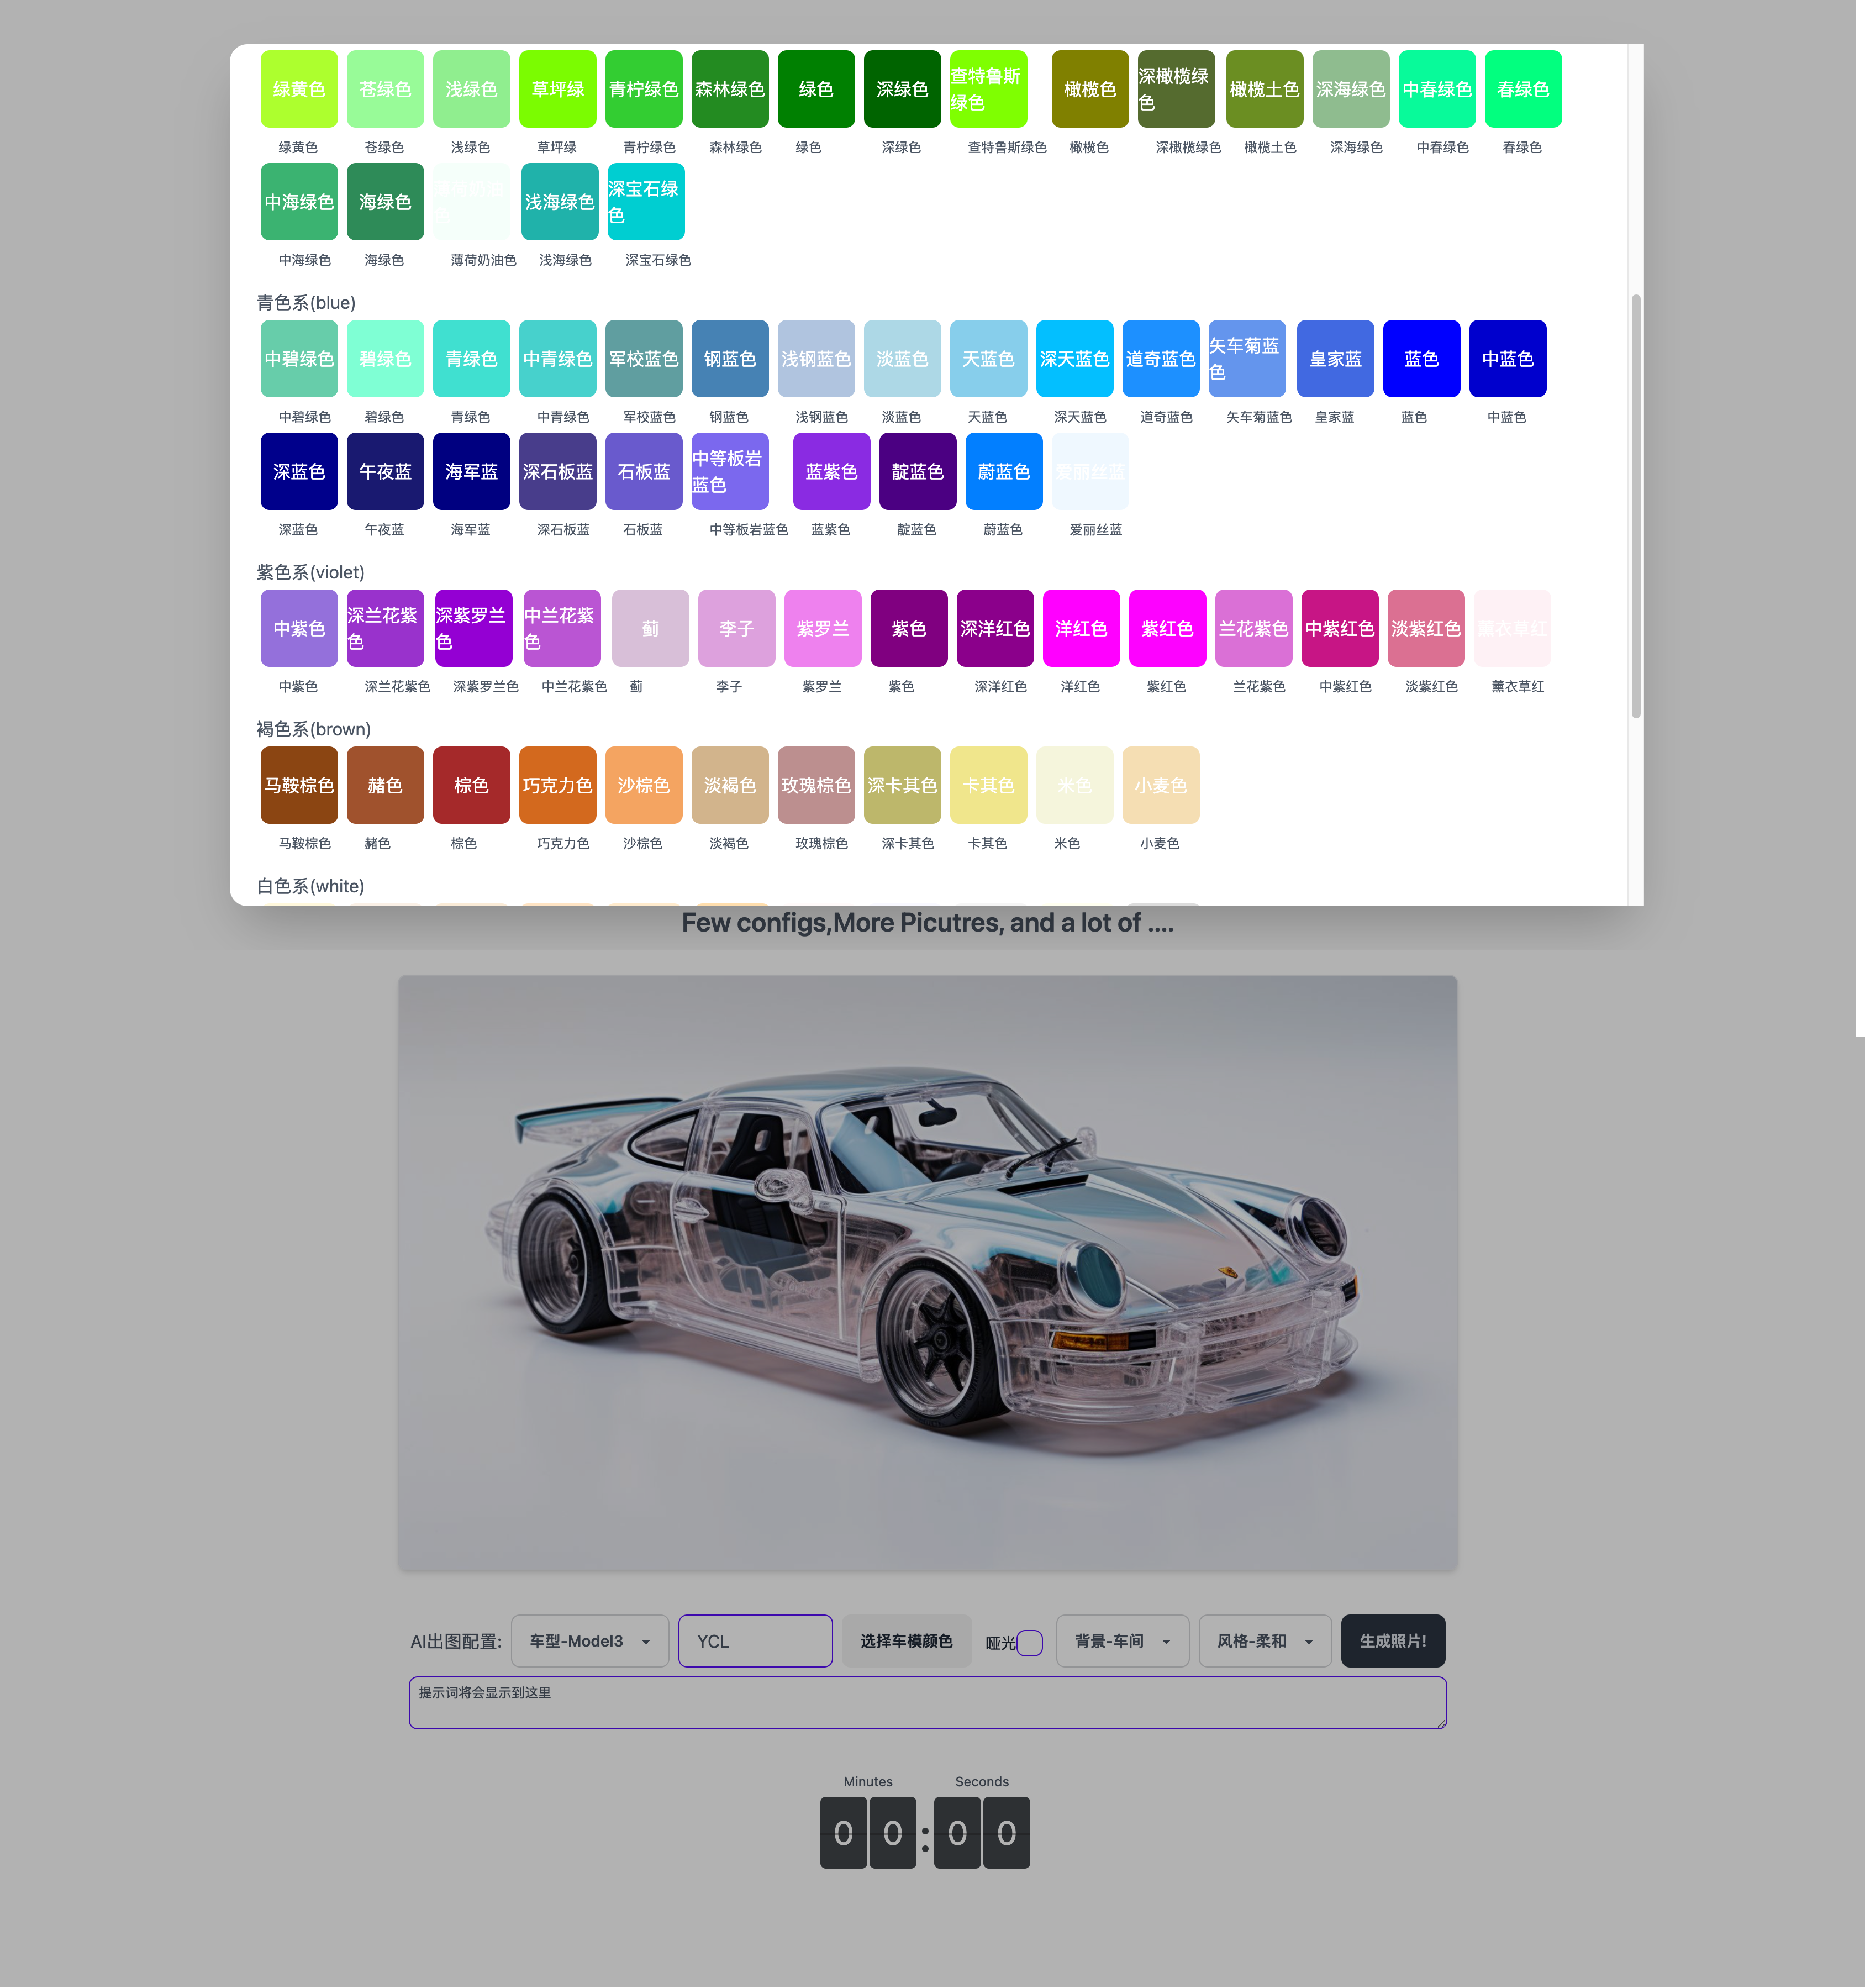 绿黄色 苍绿色 浅绿色 草坪绿 青柠绿色 森林绿色 绿色 深绿色 查特鲁斯绿色 橄榄色 深橄榄绿色 橄榄土色 深海绿色 中春绿色 春绿色
绿黄色 苍绿色 浅绿色 草坪绿 青柠绿色 森林绿色 绿色 深绿色 查特鲁斯绿色 橄榄色 深橄榄绿色 橄榄土色 深海绿色 中春绿色 春绿色
中海绿色 海绿色 薄荷奶油色 浅海绿色 深宝石绿色
中海绿色 海绿色 薄荷奶油色 浅海绿色 深宝石绿色
青色系(blue)
中碧绿色 碧绿色 青绿色 中青绿色 军校蓝色 钢蓝色 浅钢蓝色 淡蓝色 天蓝色 深天蓝色 道奇蓝色 矢车菊蓝色 皇家蓝 蓝色 中蓝色
中碧绿色 碧绿色 青绿色 中青绿色 军校蓝色 钢蓝色 浅钢蓝色 淡蓝色 天蓝色 深天蓝色 道奇蓝色 矢车菊蓝色 皇家蓝 蓝色 中蓝色
深蓝色 午夜蓝 海军蓝 深石板蓝 石板蓝 中等板岩蓝色 蓝紫色 靛蓝色 蔚蓝色 爱丽丝蓝
深蓝色 午夜蓝 海军蓝 深石板蓝 石板蓝 中等板岩蓝色 蓝紫色 靛蓝色 蔚蓝色 爱丽丝蓝
紫色系(violet)
中紫色 深兰花紫色 深紫罗兰色 中兰花紫色 蓟 李子 紫罗兰 紫色 深洋红色 洋红色 紫红色 兰花紫色 中紫红色 淡紫红色 薰衣草红
中紫色 深兰花紫色 深紫罗兰色 中兰花紫色 蓟 李子 紫罗兰 紫色 深洋红色 洋红色 紫红色 兰花紫色 中紫红色 淡紫红色 薰衣草红
褐色系(brown)
马鞍棕色 赭色 棕色 巧克力色 沙棕色 淡褐色 玫瑰棕色 深卡其色 卡其色 米色 小麦色
马鞍棕色 赭色 棕色 巧克力色 沙棕色 淡褐色 玫瑰棕色 深卡其色 卡其色 米色 小麦色
白色系(white)
Few configs,More Picutres, and a lot of ....
AI出图配置: 车型-Model3 YCL 选择车模颜色 哑光 背景-车间 风格-柔和 生成照片!
提示词将会显示到这里
Minutes Seconds
00:00